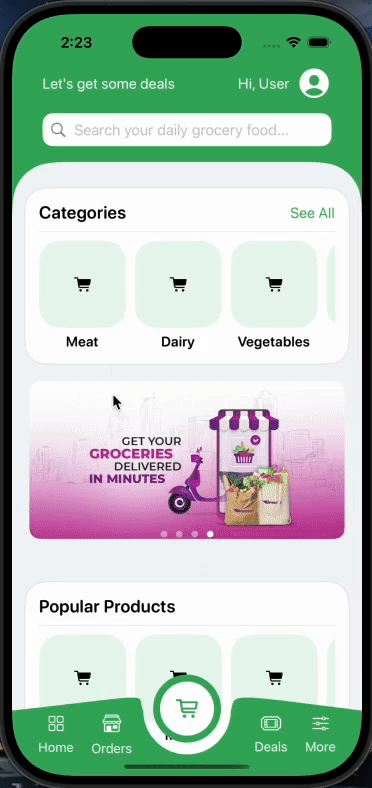 2:23
Let's get some deals
Hi, User
Search your daily grocery food...
Categories
See All
Meat
Dairy
Vegetables
GET YOUR
GROCERIES
DELIVERED
IN MINUTES
Popular Products
Home
Orders
Deals
More